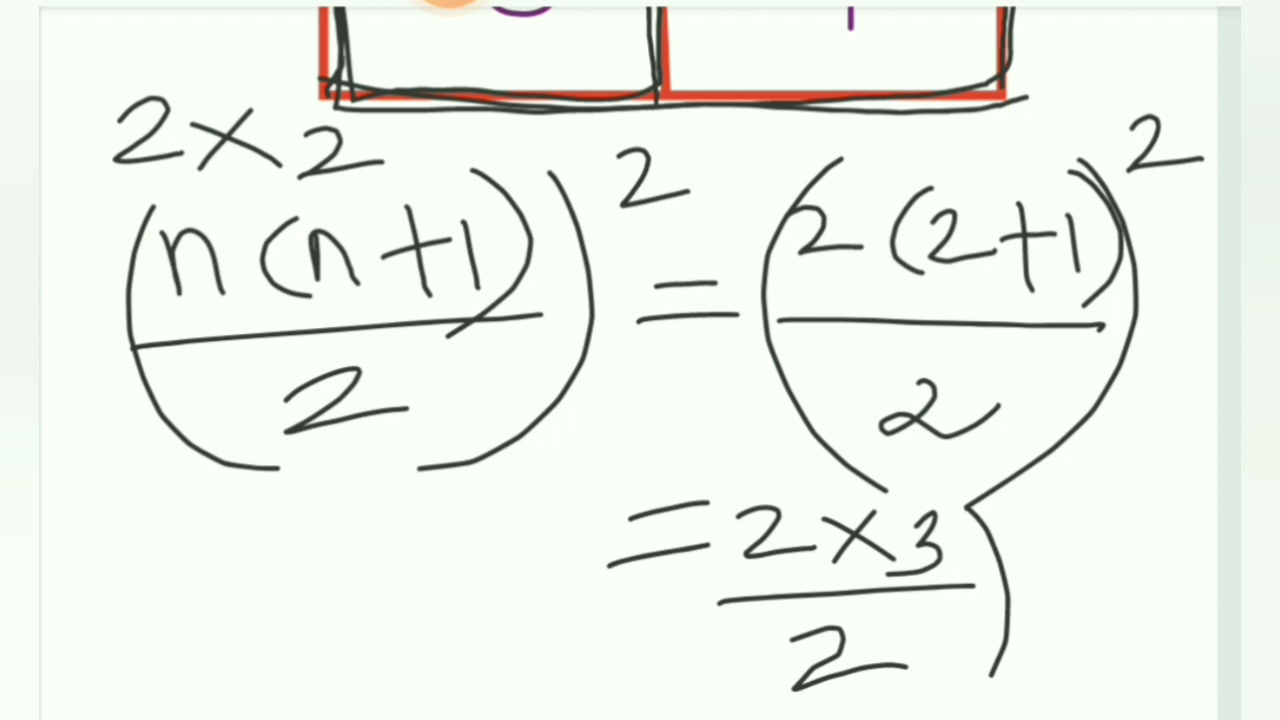 2 × 2
(n(n+1)/2)² = (2(2+1)/2)²
= 2×3/2)